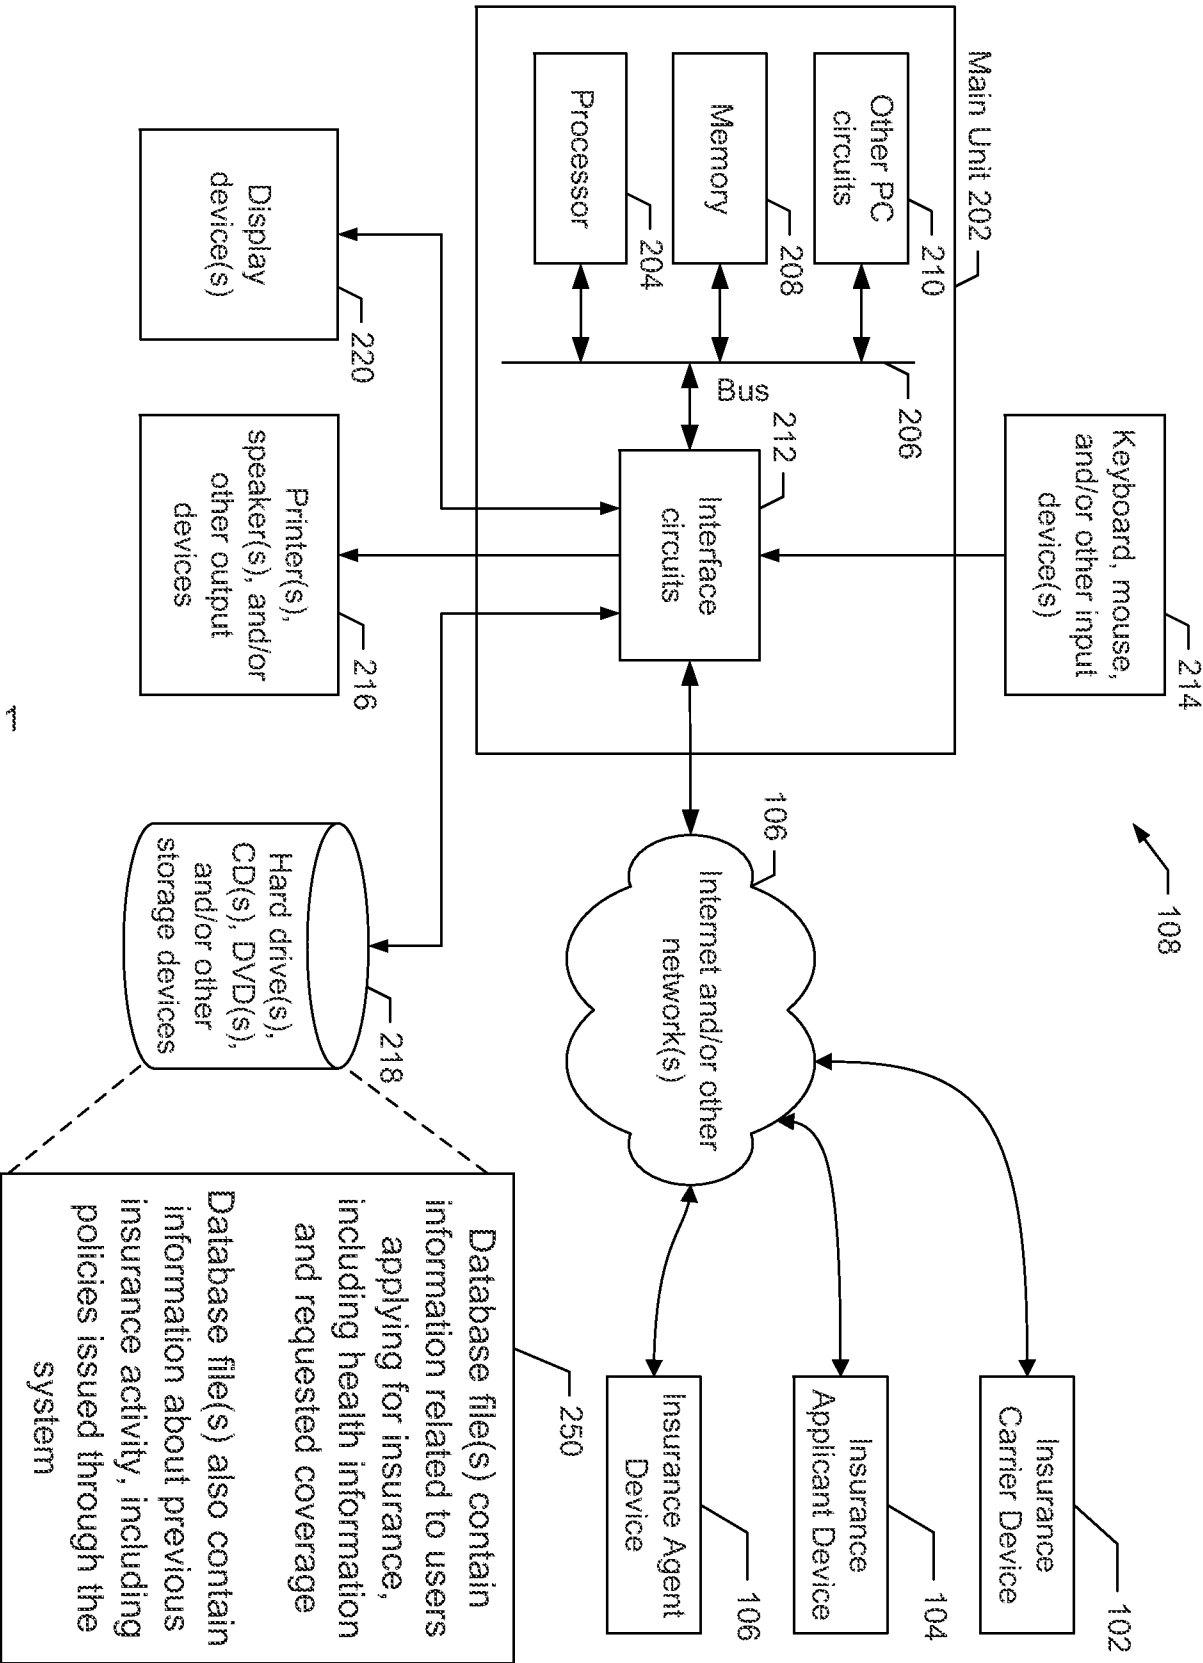 214
Keyboard, mouse,
and/or other input
device(s)
108
102
Insurance
Carrier Device
Main Unit 202
Other PC
circuits
210
206
Memory
208
Bus
Processor
204
212
Interface
circuits
106
Internet and/or other
network(s)
104
Insurance
Applicant Device
106
Insurance Agent
Device
220
Display
device(s)
216
Printer(s),
speaker(s), and/or
other output
devices
218
Hard drive(s),
CD(s), DVD(s),
and/or other
storage devices
250
Database file(s) contain
information related to users
applying for insurance,
including health information
and requested coverage
Database file(s) also contain
information about previous
insurance activity, including
policies issued through the
system